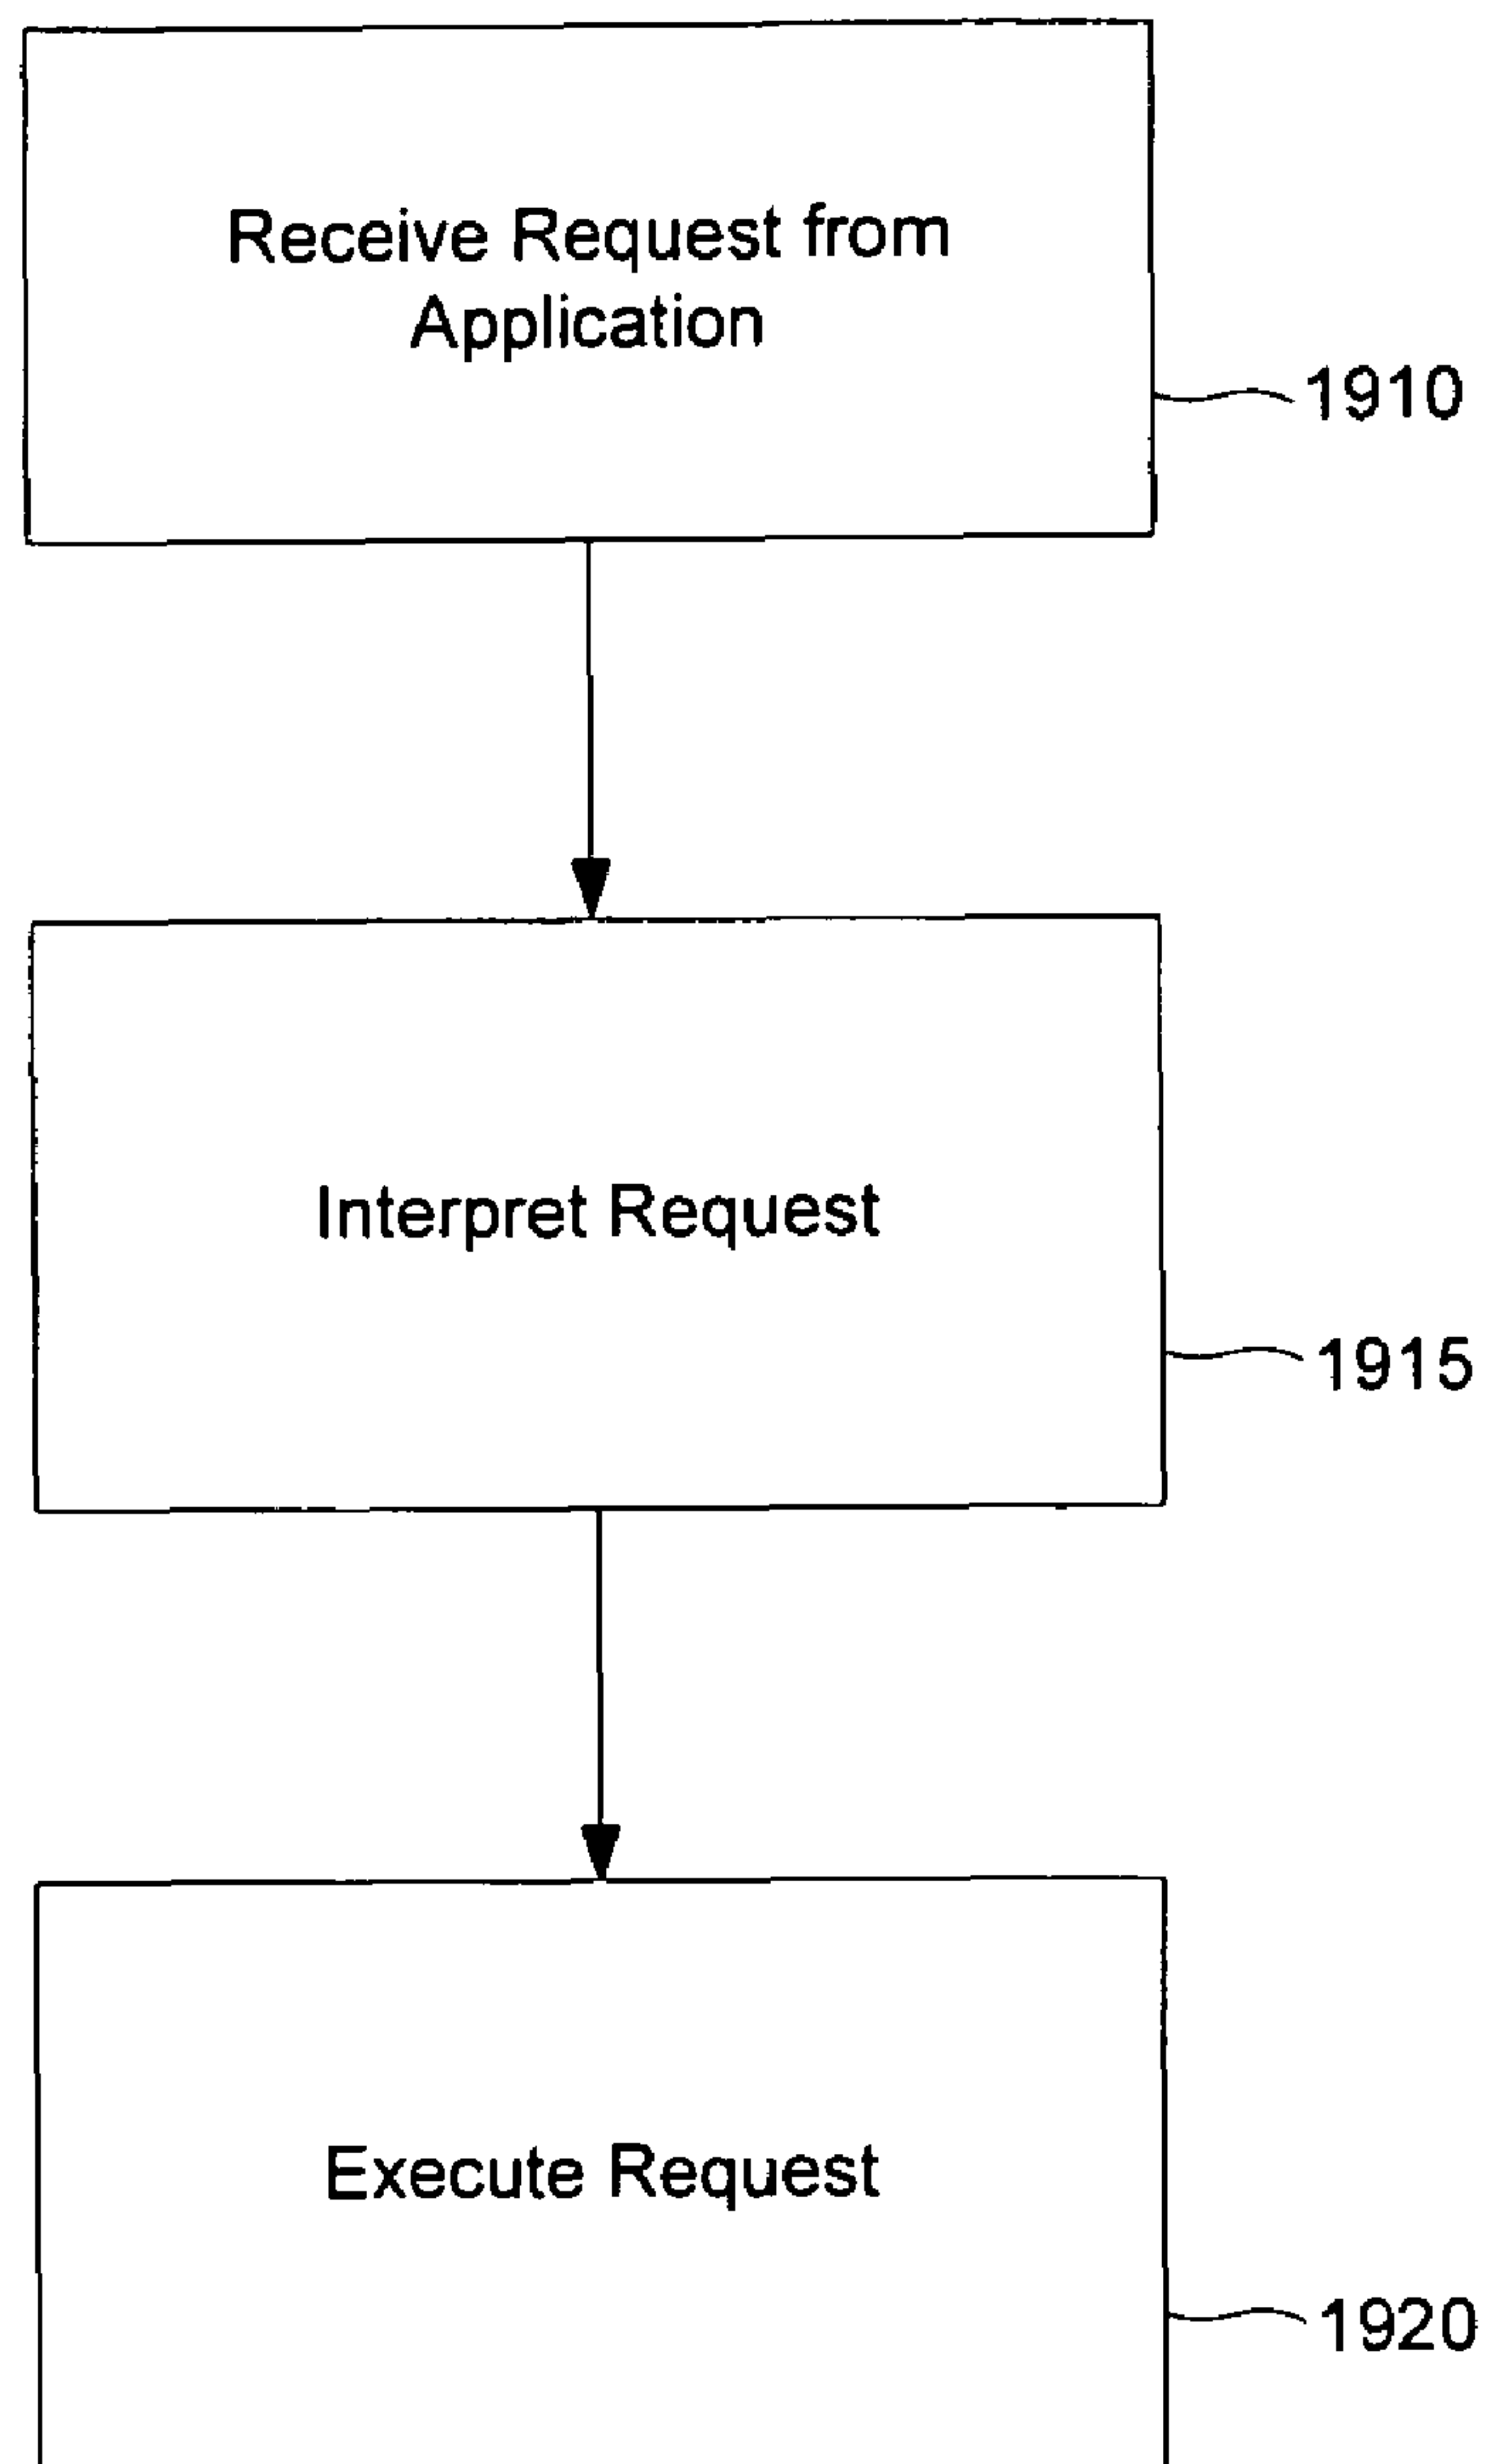 Receive Request from
Application
1910
Interpret Request
1915
Execute Request
1920